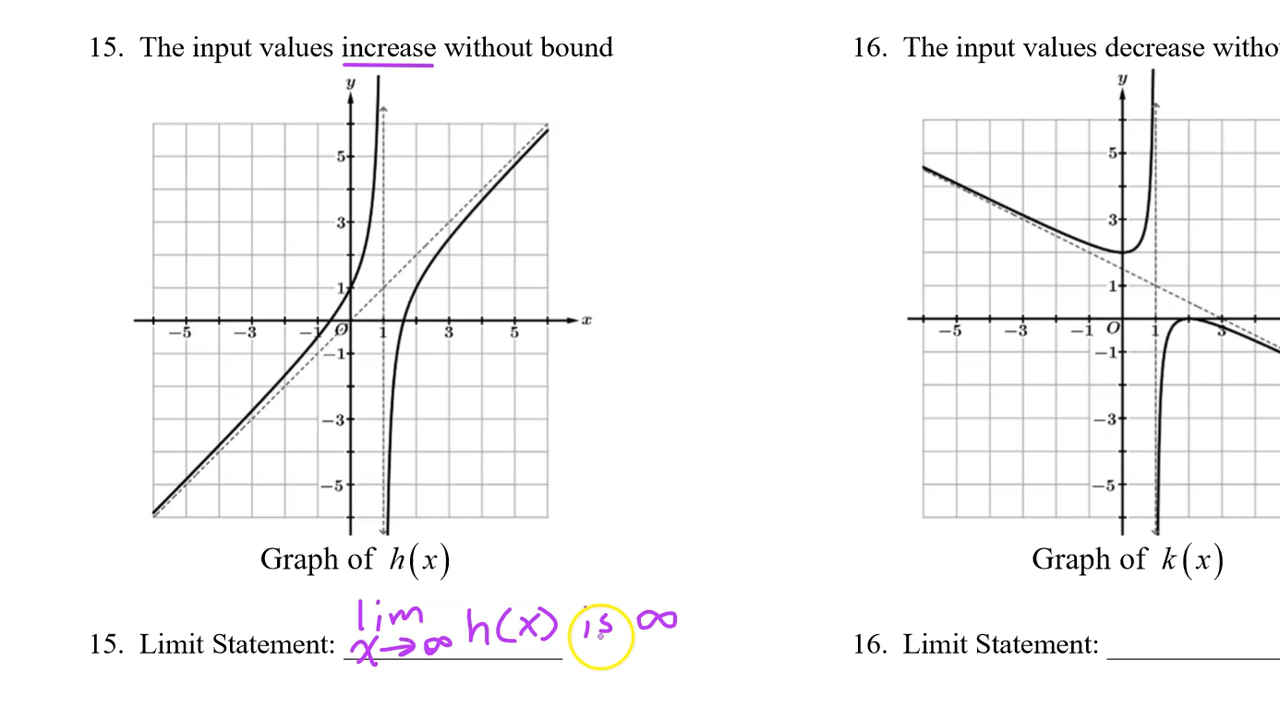 15. The input values increase without bound
16. The input values decrease witho
y
5
3
1
−5
−3
−1
O
1
3
5
x
−1
−3
−5
y
5
3
1
−5
−3
−1
O
1
3
−1
−3
−5
Graph of h(x)
Graph of k(x)
15. Limit Statement: lim x→∞ h(x) is ∞
16. Limit Statement: